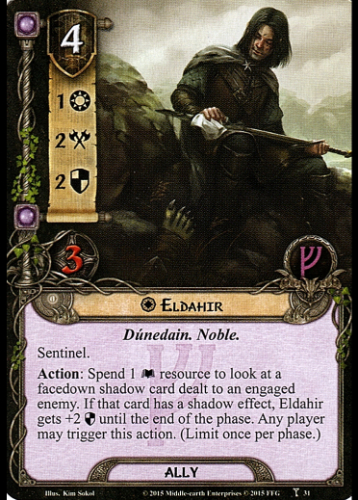 4
1
2
2
3
ELDAHIR
Dúnedain. Noble.
Sentinel.
Action: Spend 1 resource to look at a
facedown shadow card dealt to an engaged
enemy. If that card has a shadow effect, Eldahir
gets +2 until the end of the phase. Any player
may trigger this action. (Limit once per phase.)
ALLY
Illus. Kim Sokol
© 2015 Middle-earth Enterprises © 2015 FFG
31